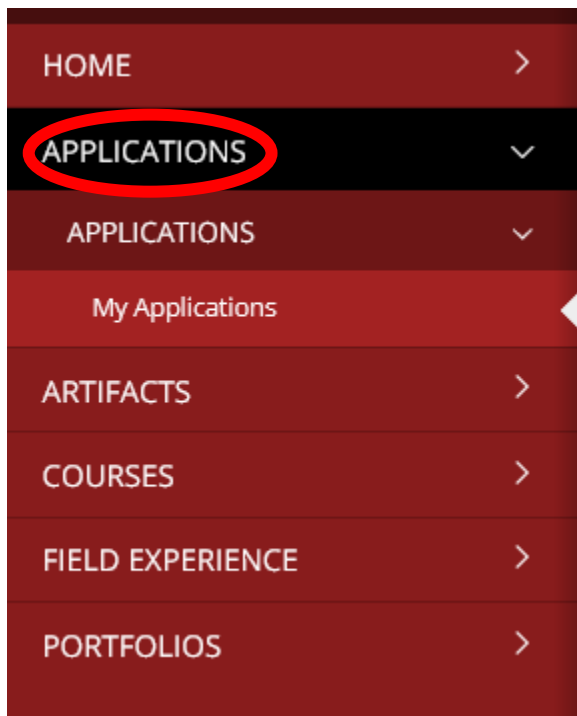 HOME
APPLICATIONS
APPLICATIONS
My Applications
ARTIFACTS
COURSES
FIELD EXPERIENCE
PORTFOLIOS